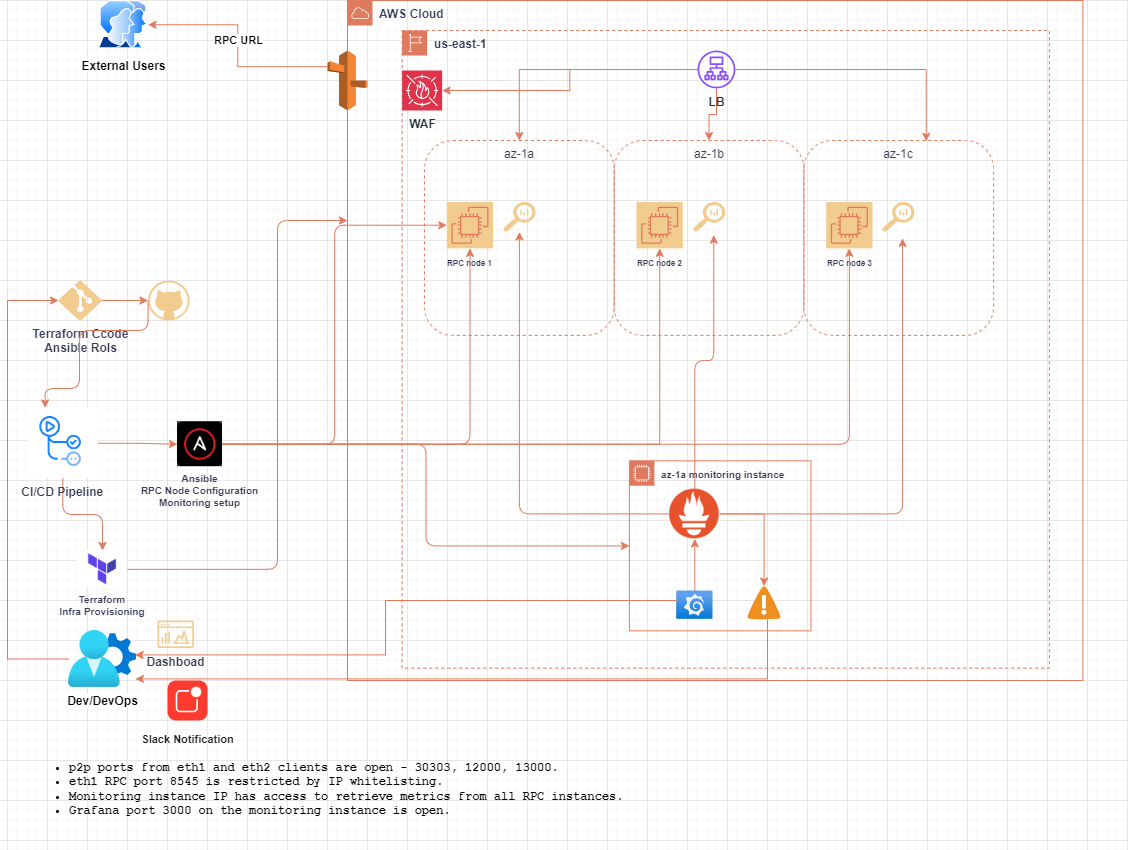 AWS Cloud
RPC URL
us-east-1
External Users
LB
WAF
az-1a
az-1b
az-1c
RPC node 1
RPC node 2
RPC node 3
Terraform Ccode
Ansible Rols
az-1a monitoring instance
Ansible
RPC Node Configuration
Monitoring setup
CI/CD Pipeline
Terraform
Infra Provisioning
Dashboad
Dev/DevOps
Slack Notification
• p2p ports from eth1 and eth2 clients are open - 30303, 12000, 13000.
• eth1 RPC port 8545 is restricted by IP whitelisting.
• Monitoring instance IP has access to retrieve metrics from all RPC instances.
• Grafana port 3000 on the monitoring instance is open.